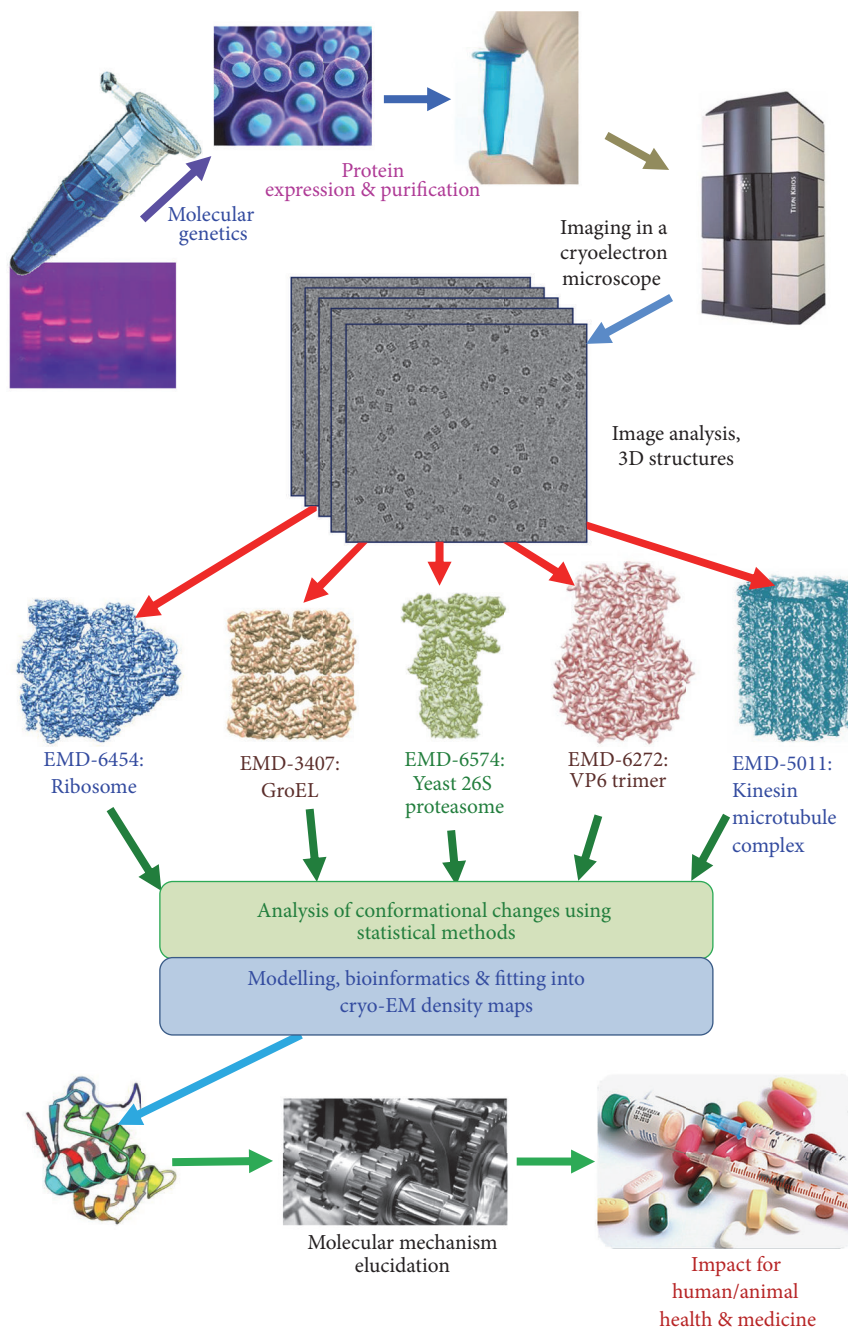 Molecular
genetics
Protein
expression & purification
TITAN KRIOS
Imaging in a
cryoelectron
microscope
Image analysis,
3D structures
EMD-6454:
Ribosome
EMD-3407:
GroEL
EMD-6574:
Yeast 26S
proteasome
EMD-6272:
VP6 trimer
EMD-5011:
Kinesin
microtubule
complex
Analysis of conformational changes using
statistical methods
Modelling, bioinformatics & fitting into
cryo-EM density maps
Molecular mechanism
elucidation
Impact for
human/animal
health & medicine